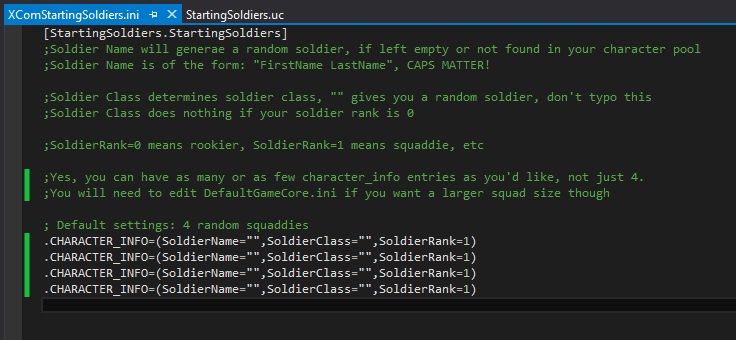 XComStartingSoldiers.ini StartingSoldiers.uc
[StartingSoldiers.StartingSoldiers]
;Soldier Name will generae a random soldier, if left empty or not found in your character pool
;Soldier Name is of the form: "FirstName LastName", CAPS MATTER!
;Soldier Class determines soldier class, "" gives you a random soldier, don't typo this
;Soldier Class does nothing if your soldier rank is 0
;SoldierRank=0 means rookier, SoldierRank=1 means squaddie, etc
;Yes, you can have as many or as few character_info entries as you'd like, not just 4.
;You will need to edit DefaultGameCore.ini if you want a larger squad size though
; Default settings: 4 random squaddies
.CHARACTER_INFO=(SoldierName="",SoldierClass="",SoldierRank=1)
.CHARACTER_INFO=(SoldierName="",SoldierClass="",SoldierRank=1)
.CHARACTER_INFO=(SoldierName="",SoldierClass="",SoldierRank=1)
.CHARACTER_INFO=(SoldierName="",SoldierClass="",SoldierRank=1)